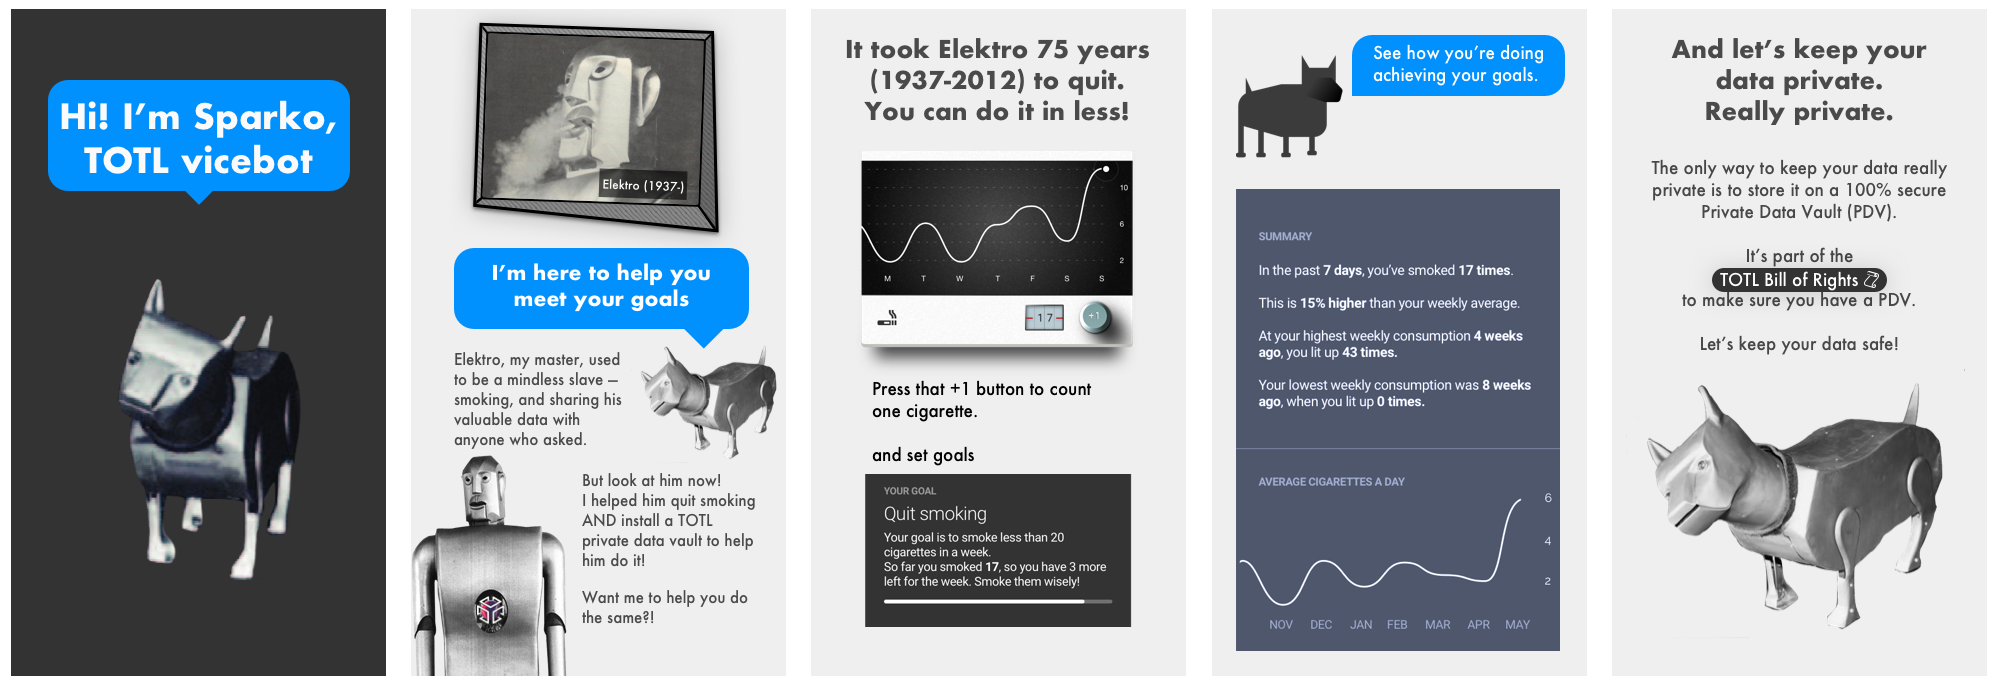 Hi! I'm Sparko,
TOTL vicebot
Elektro (1937-)
I'm here to help you
meet your goals
Elektro, my master, used
to be a mindless slave –
smoking, and sharing his
valuable data with
anyone who asked.
But look at him now!
I helped him quit smoking
AND install a TOTL
private data vault to help
him do it!
Want me to help you do
the same?!
It took Elektro 75 years
(1937-2012) to quit.
You can do it in less!
10
6
2
M T W T F S S
17
+1
Press that +1 button to count
one cigarette.
and set goals
YOUR GOAL
Quit smoking
Your goal is to smoke less than 20
cigarettes in a week.
So far you smoked 17, so you have 3 more
left for the week. Smoke them wisely!
See how you're doing
achieving your goals.
SUMMARY
In the past 7 days, you've smoked 17 times.
This is 15% higher than your weekly average.
At your highest weekly consumption 4 weeks
ago, you lit up 43 times.
Your lowest weekly consumption was 8 weeks
ago, when you lit up 0 times.
AVERAGE CIGARETTES A DAY
6
4
2
NOV DEC JAN FEB MAR APR MAY
And let's keep your
data private.
Really private.
The only way to keep your data really
private is to store it on a 100% secure
Private Data Vault (PDV).
It's part of the
TOTL Bill of Rights
to make sure you have a PDV.
Let's keep your data safe!